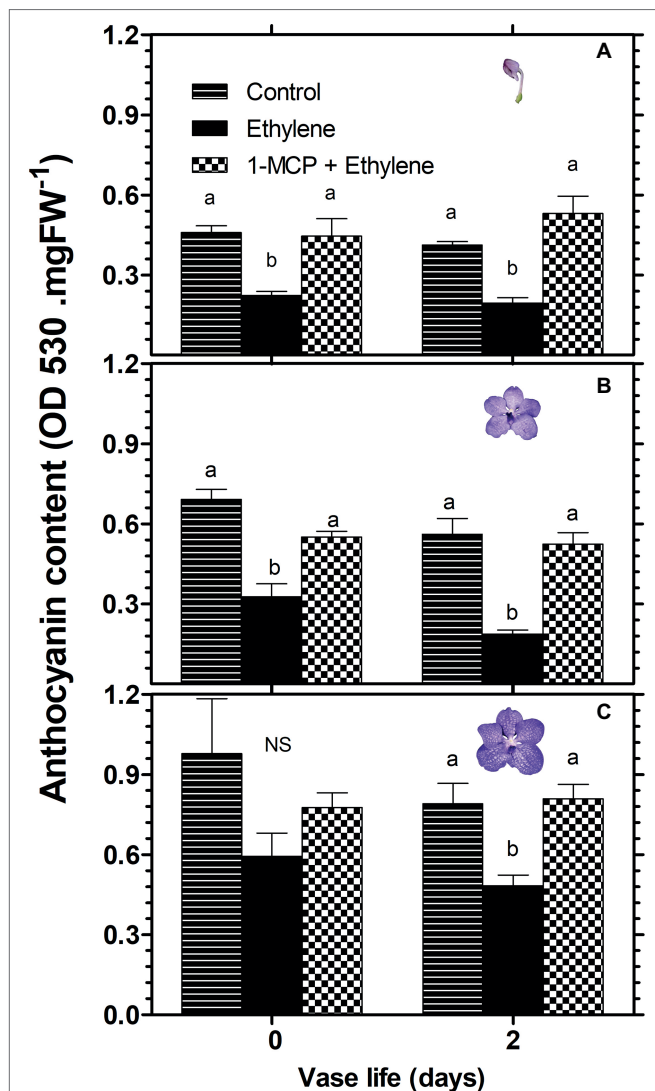 1.2
A
Control
0.9
Ethylene
1-MCP + Ethylene
a
a
a
a
0.6
b
b
0.3
1.2
B
0.9
a
a
a
a
0.6
b
b
0.3
1.2
C
NS
a
a
0.9
b
0.6
0.3
0.0
0 2
Vase life (days)
Anthocyanin content (OD 530 .mgFW⁻¹)